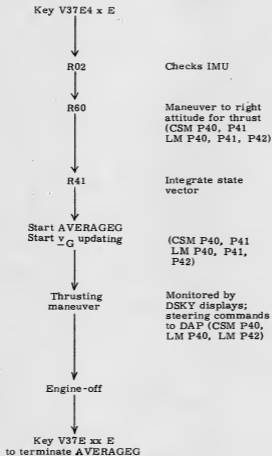 Key V37E4 x E
R02
Checks IMU
R60
Maneuver to right
attitude for thrust
(CSM P40, P41
LM P40, P41, P42)
R41
Integrate state
vector
Start AVERAGEG
Start v G updating
(CSM P40, P41
LM P40, P41,
P42)
Thrusting
maneuver
Monitored by
DSKY displays;
steering commands
to DAP (CSM P40,
LM P40, LM P42)
Engine-off
Key V37E xx E
to terminate AVERAGEG